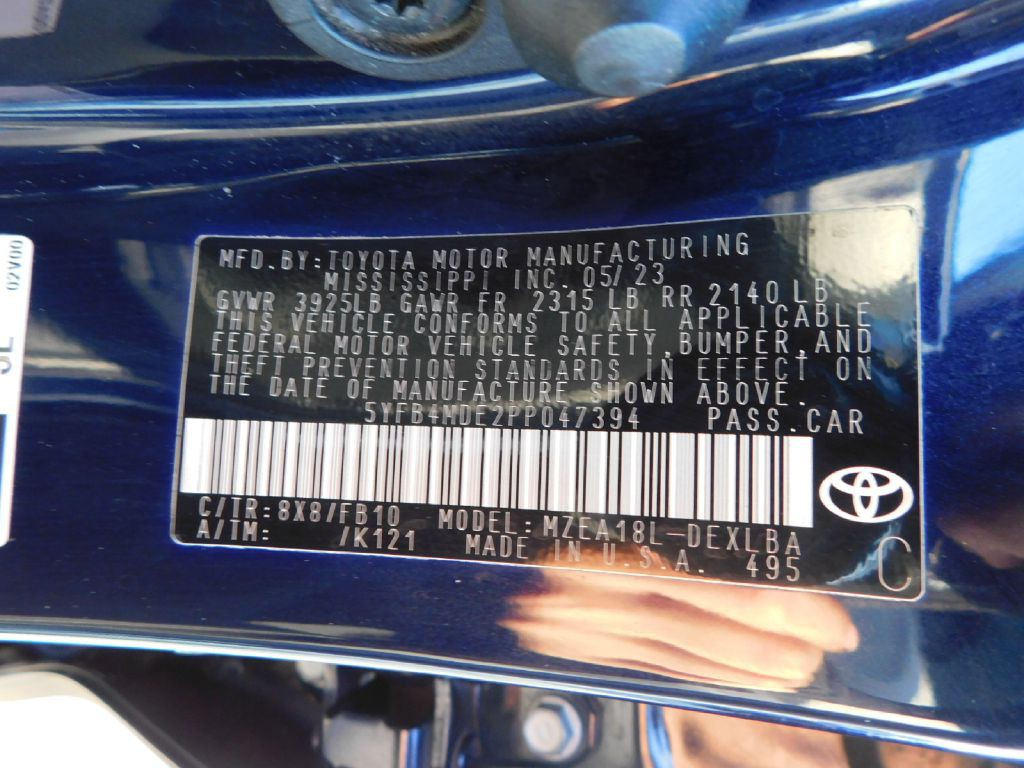 MFD. BY: TOYOTA MOTOR MANUFACTURING
MISSISSIPPI INC. 05/23
GVWR 3925LB GAWR FR 2315 LB RR 2140 LB
THIS VEHICLE CONFORMS TO ALL APPLICABLE
FEDERAL MOTOR VEHICLE SAFETY, BUMPER, AND
THEFT PREVENTION STANDARDS IN EFFECT ON
THE DATE OF MANUFACTURE SHOWN ABOVE.
5YFB4MDE2PP047394 PASS. CAR
C/TR: 8X8/FB10 MODEL: MZEA18L-DEXLBA
A/TM: /K121 MADE IN U.S.A. 495
C
02V00